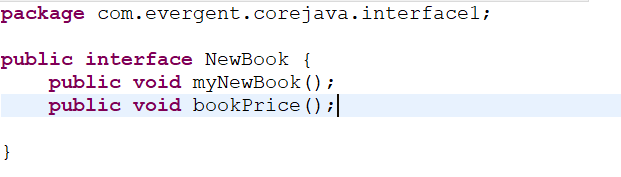 package com.evergent.corejava.interface1;
public interface NewBook {
    public void myNewBook();
    public void bookPrice();
}